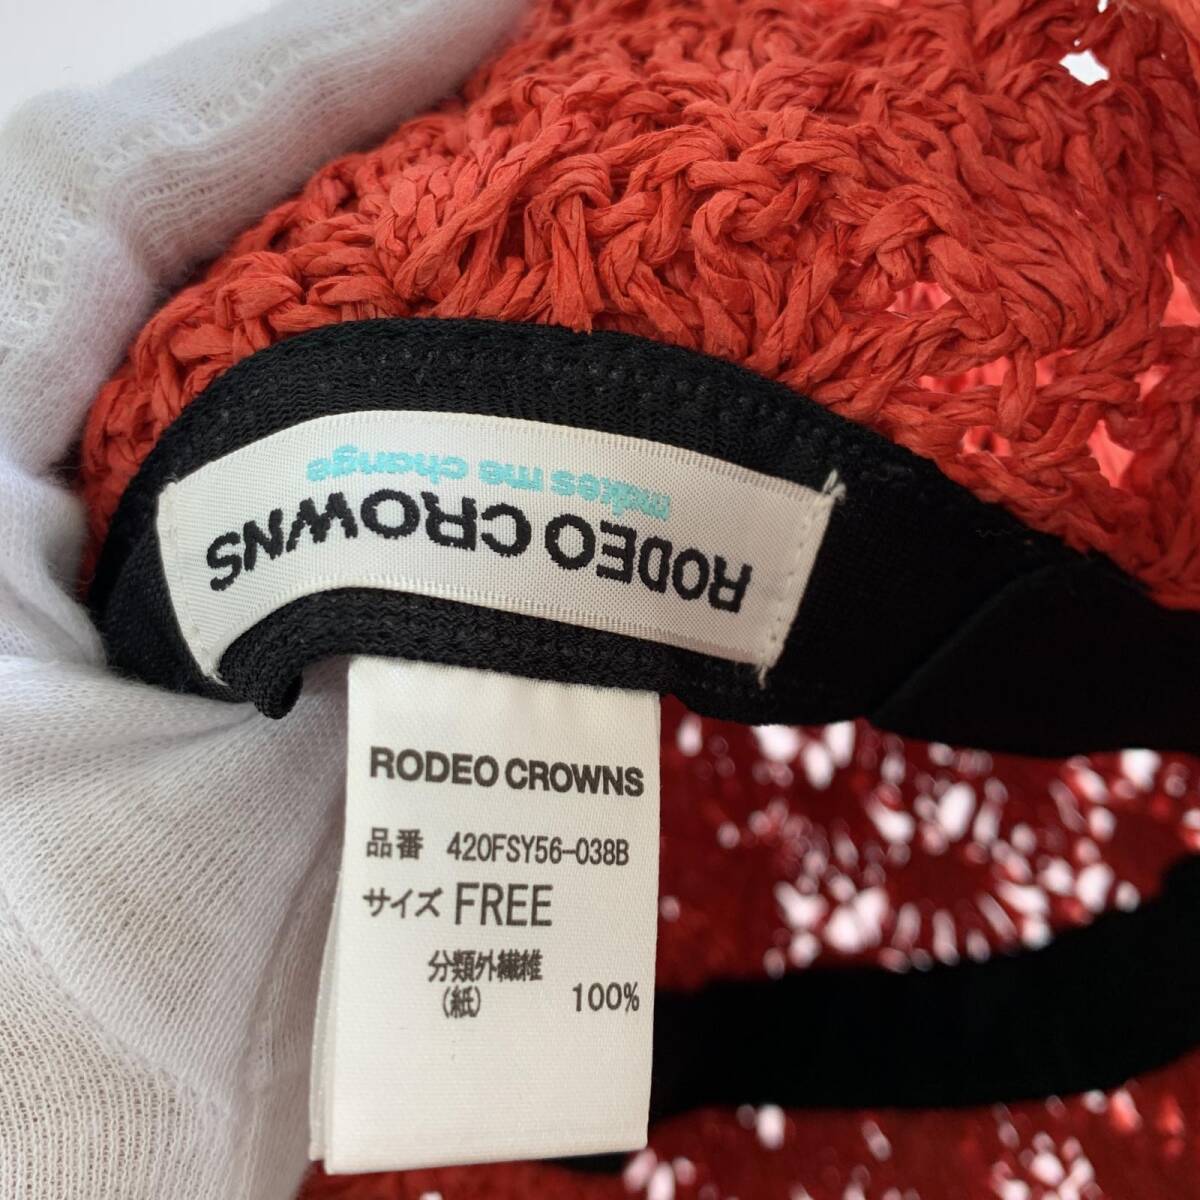 RODEO CROWNS
makes me change
RODEO CROWNS
品番 420FSY56-038B
サイズ FREE
分類外繊維
(紙) 100%